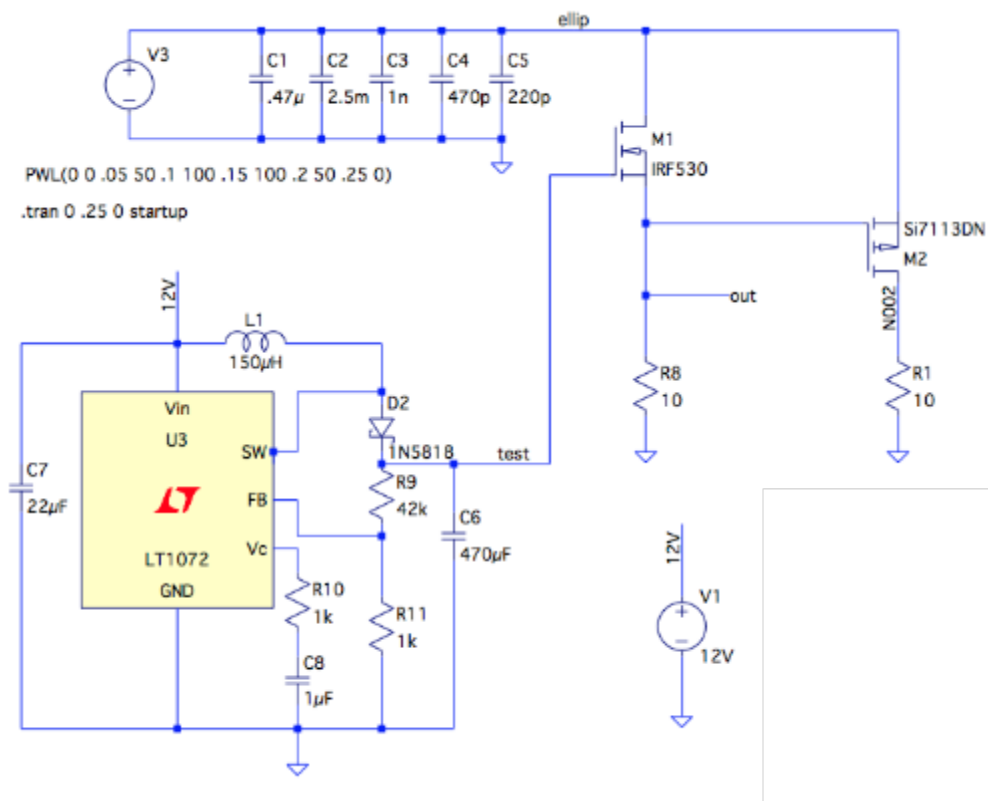 ellip
V3
C1
.47µ
C2
2.5m
C3
1n
C4
470p
C5
220p
M1
IRF530
PWL(0 0 .05 50 .1 100 .15 100 .2 50 .25 0)
.tran 0 .25 0 startup
Si7113DN
M2
N002
out
R8
10
R1
10
12V
L1
150µH
Vin
U3
SW
FB
LT1072
Vc
GND
D2
1N5818
test
R9
42k
C7
22µF
C6
470µF
R10
1k
R11
1k
C8
1µF
12V
V1
12V